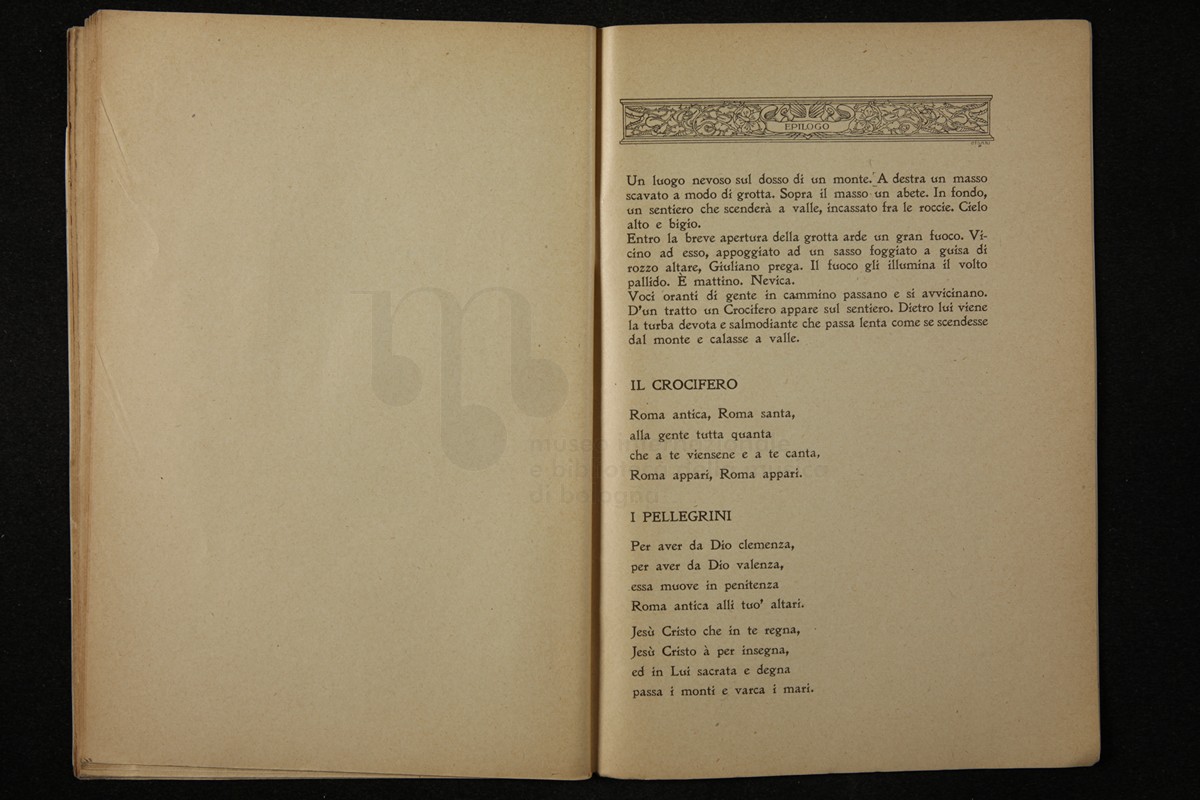 EPILOGO
Un luogo nevoso sul dosso di un monte. A destra un masso
scavato a modo di grotta. Sopra il masso un abete. In fondo,
un sentiero che scenderà a valle, incassato fra le roccie. Cielo
alto e bigio.
Entro la breve apertura della grotta arde un gran fuoco. Vi-
cino ad esso, appoggiato ad un sasso foggiato a guisa di
rozzo altare, Giuliano prega. Il fuoco gli illumina il volto
pallido. È mattino. Nevica.
Voci oranti di gente in cammino passano e si avvicinano.
D'un tratto un Crocifero appare sul sentiero. Dietro lui viene
la turba devota e salmodiante che passa lenta come se scendesse
dal monte e calasse a valle.
IL CROCIFERO
Roma antica, Roma santa,
alla gente tutta quanta
che a te viensene e a te canta,
Roma appari, Roma appari.
I PELLEGRINI
Per aver da Dio clemenza,
per aver da Dio valenza,
essa muove in penitenza
Roma antica alli tuo' altari.
Jesù Cristo che in te regna,
Jesù Cristo à per insegna,
ed in Lui sacrata e degna
passa i monti e varca i mari.
museo
e biblioteca
di bologna